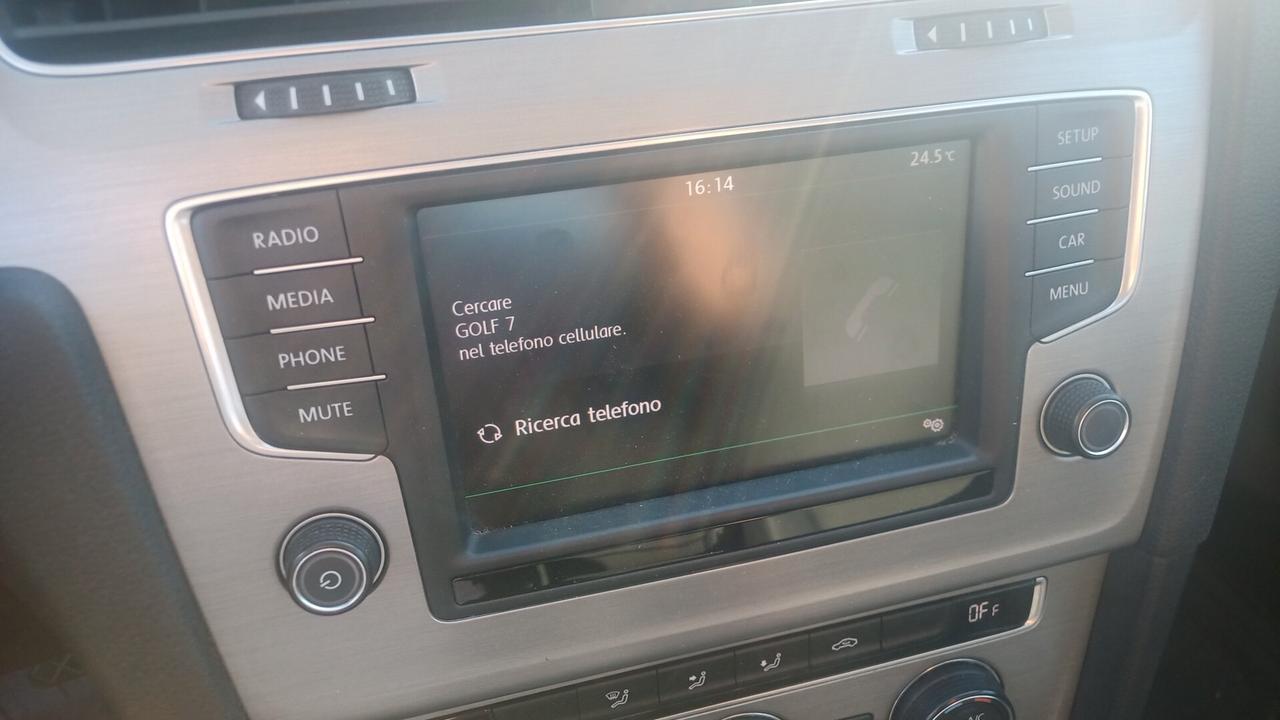 16:14
24.5°C
RADIO
MEDIA
PHONE
MUTE
Cercare
GOLF 7
nel telefono cellulare.
Ricerca telefono
SETUP
SOUND
CAR
MENU
OFF